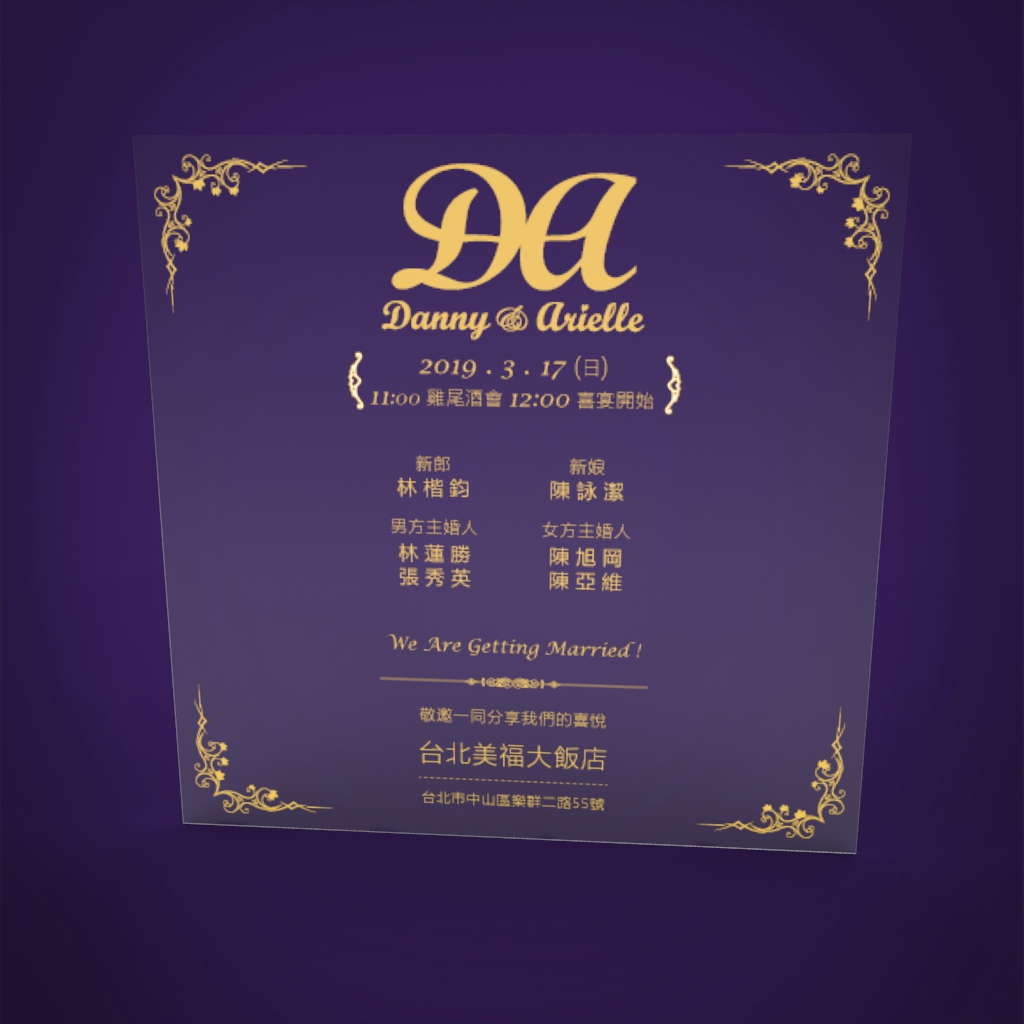 DA
Danny & Arielle
2019 . 3 . 17 (日)
11:00 雞尾酒會 12:00 喜宴開始
新郎 新娘
林楷鈞 陳詠潔
男方主婚人 女方主婚人
林蓮勝 陳旭岡
張秀英 陳亞維
We Are Getting Married !
敬邀一同分享我們的喜悅
台北美福大飯店
台北市中山區樂群二路55號